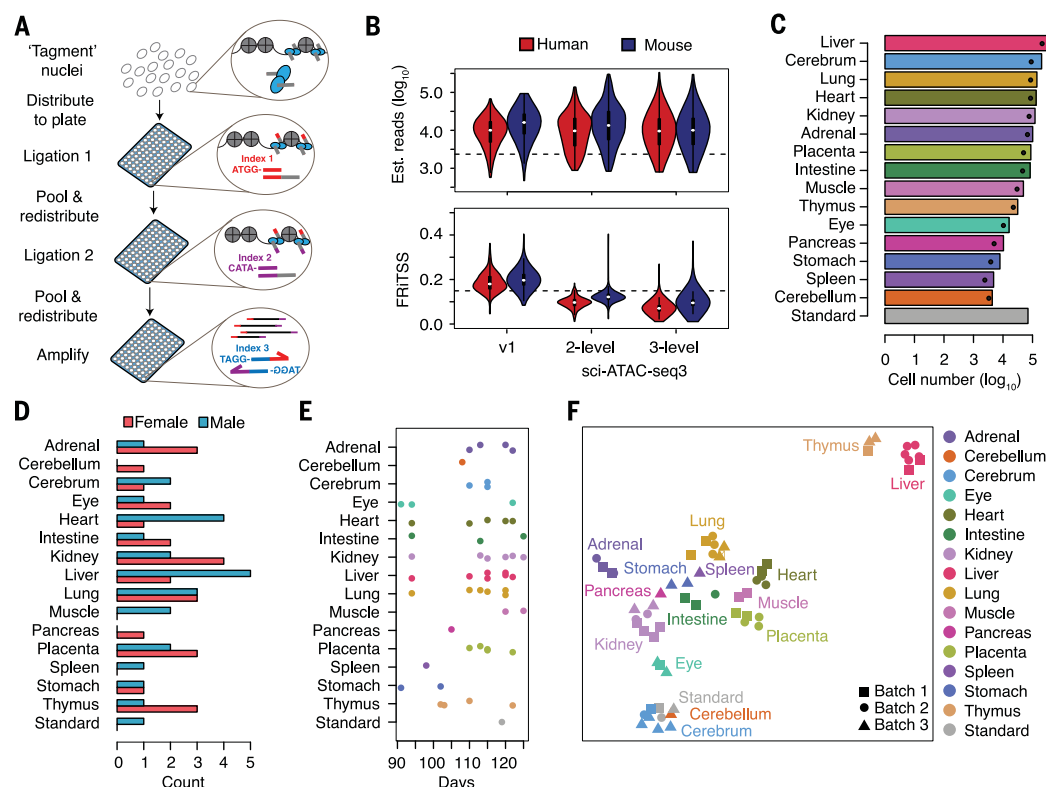 A
‘Tagment’
nuclei
Distribute
to plate
Ligation 1
Pool &
redistribute
Ligation 2
Pool &
redistribute
Amplify
Index 1
ATGG-
Index 2
CATA-
Index 3
TAGG-
-GGAT
B
Human
Mouse
Est. reads (log10)
5.0
4.0
3.0
FRiTSS
0.4
0.2
0.0
v1
2-level
3-level
sci-ATAC-seq3
C
Liver
Cerebrum
Lung
Heart
Kidney
Adrenal
Placenta
Intestine
Muscle
Thymus
Eye
Pancreas
Stomach
Spleen
Cerebellum
Standard
0 1 2 3 4 5
Cell number (log10)
D
Female
Male
Adrenal
Cerebellum
Cerebrum
Eye
Heart
Intestine
Kidney
Liver
Lung
Muscle
Pancreas
Placenta
Spleen
Stomach
Thymus
Standard
0 1 2 3 4 5
Count
E
Adrenal
Cerebellum
Cerebrum
Eye
Heart
Intestine
Kidney
Liver
Lung
Muscle
Pancreas
Placenta
Spleen
Stomach
Thymus
Standard
90 100 110 120
Days
F
Thymus
Liver
Lung
Adrenal
Stomach
Spleen
Heart
Pancreas
Muscle
Intestine
Kidney
Placenta
Eye
Standard
Cerebellum
Cerebrum
Batch 1
Batch 2
Batch 3
Adrenal
Cerebellum
Cerebrum
Eye
Heart
Intestine
Kidney
Liver
Lung
Muscle
Pancreas
Placenta
Spleen
Stomach
Thymus
Standard